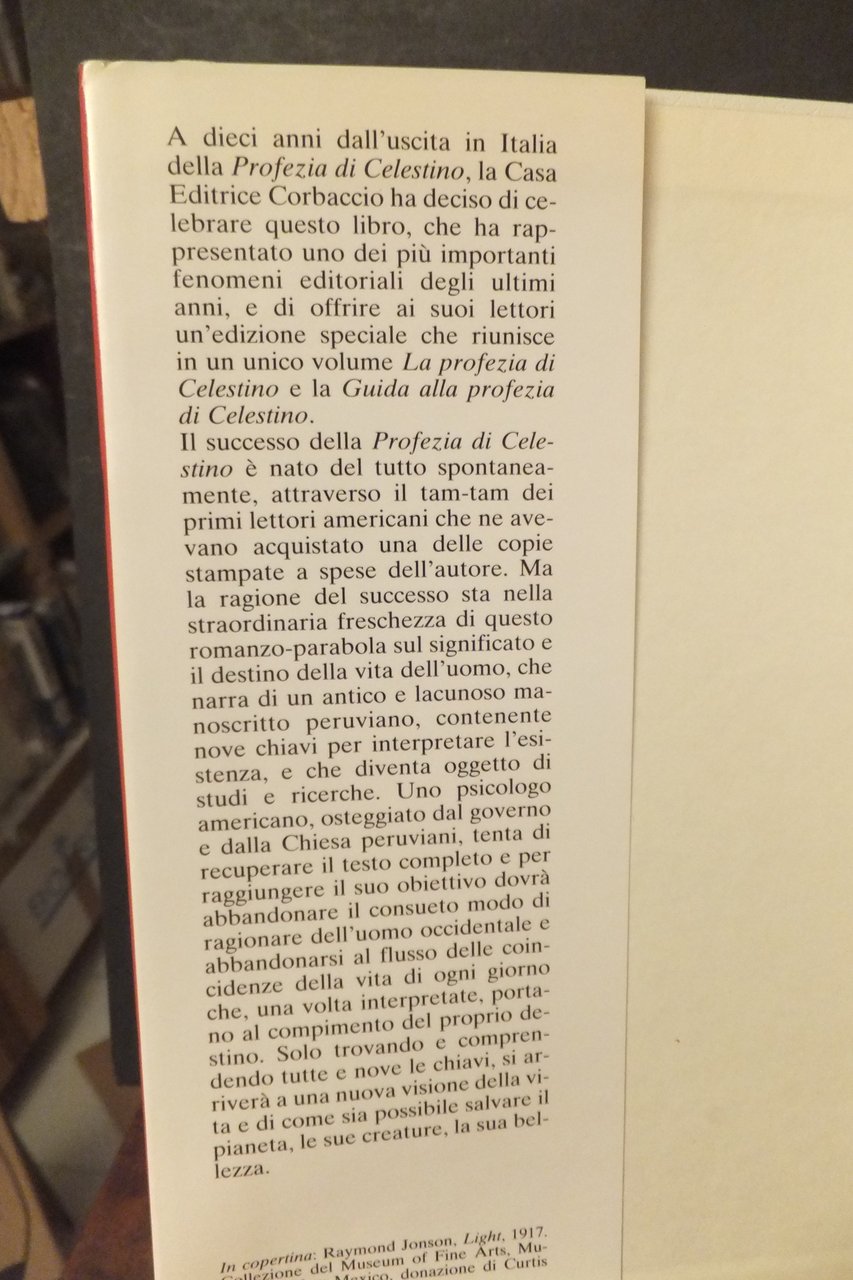 A dieci anni dall'uscita in Italia
della Profezia di Celestino, la Casa
Editrice Corbaccio ha deciso di ce-
lebrare questo libro, che ha rap-
presentato uno dei più importanti
fenomeni editoriali degli ultimi
anni, e di offrire ai suoi lettori
un'edizione speciale che riunisce
in un unico volume La profezia di
Celestino e la Guida alla profezia
di Celestino.
Il successo della Profezia di Cele-
stino è nato del tutto spontanea-
mente, attraverso il tam-tam dei
primi lettori americani che ne ave-
vano acquistato una delle copie
stampate a spese dell'autore. Ma
la ragione del successo sta nella
straordinaria freschezza di questo
romanzo-parabola sul significato e
il destino della vita dell'uomo, che
narra di un antico e lacunoso ma-
noscritto peruviano, contenente
nove chiavi per interpretare l'esi-
stenza, e che diventa oggetto di
studi e ricerche. Uno psicologo
americano, osteggiato dal governo
e dalla Chiesa peruviani, tenta di
recuperare il testo completo e per
raggiungere il suo obiettivo dovrà
abbandonare il consueto modo di
ragionare dell'uomo occidentale e
abbandonarsi al flusso delle coin-
cidenze della vita di ogni giorno
che, una volta interpretate, porta-
no al compimento del proprio de-
stino. Solo trovando e compren-
dendo tutte e nove le chiavi, si ar-
riverà a una nuova visione della vi-
ta e di come sia possibile salvare il
pianeta, le sue creature, la sua bel-
lezza.
In copertina: Raymond Jonson, Light, 1917.
Collezione del Museum of Fine Arts, Mu-
Mexico, donazione di Curtis